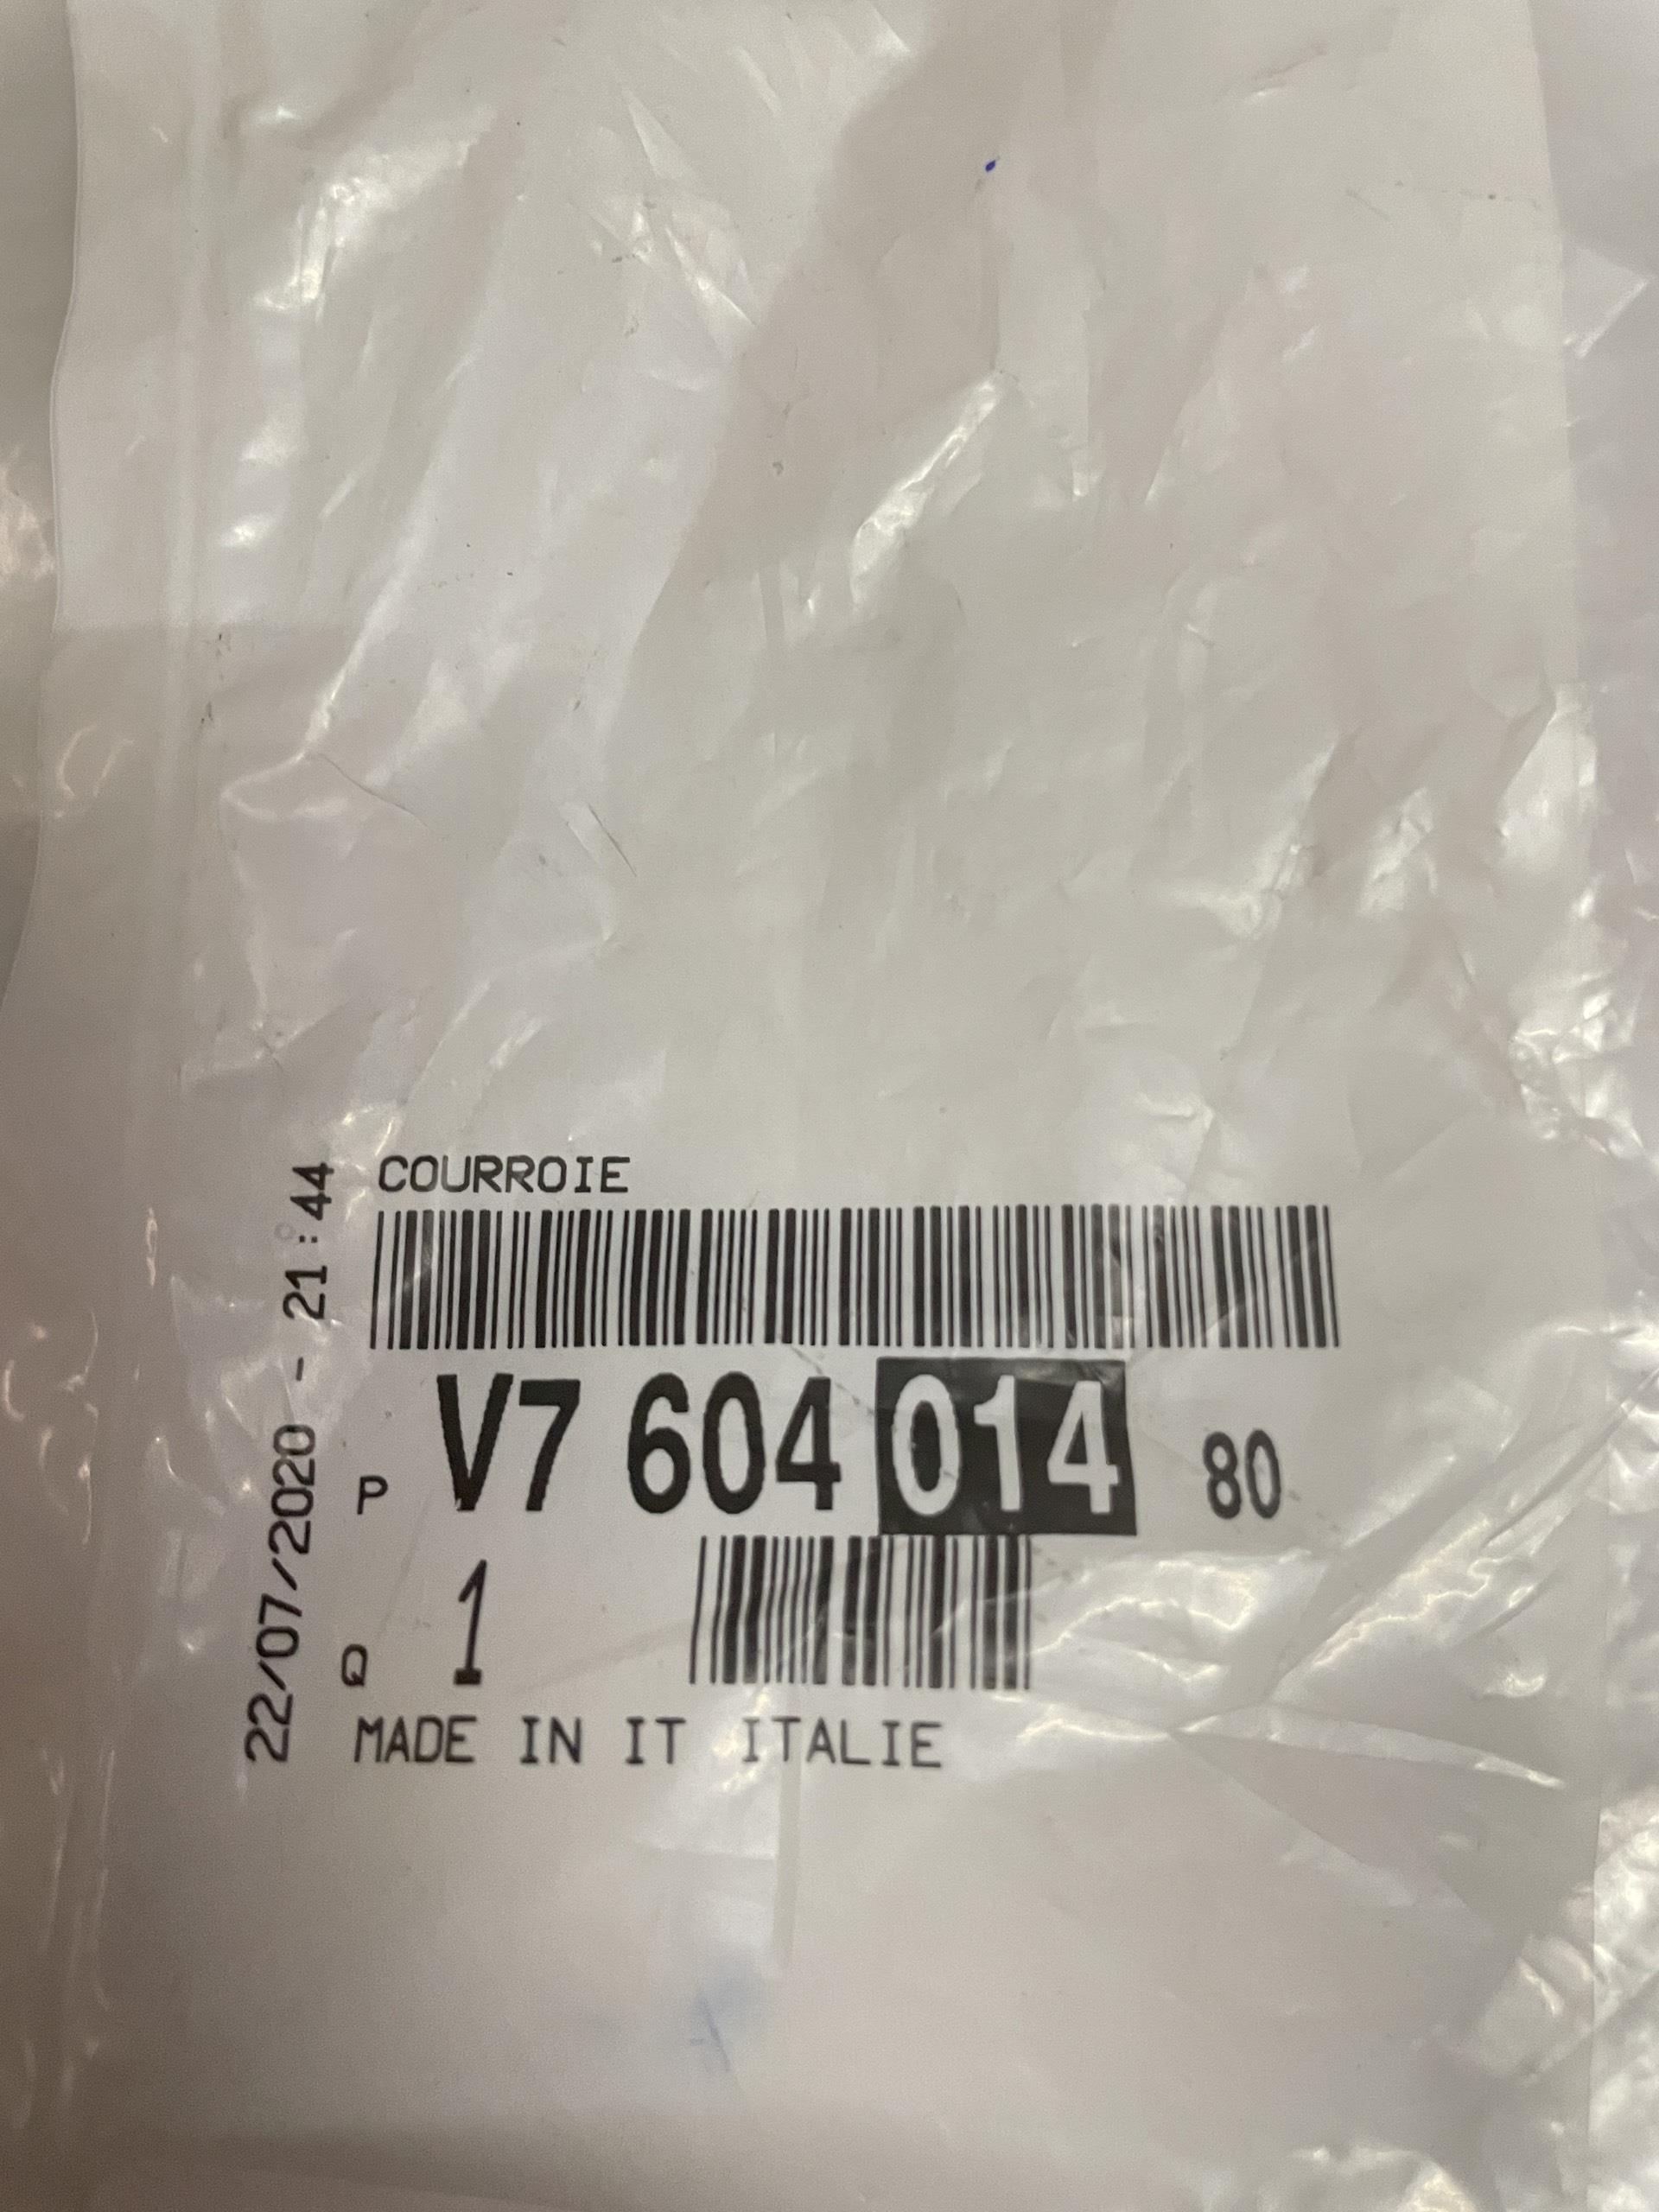 COURROIE
P V7 604 014 80
Q 1
MADE IN IT ITALIE
22/07/2020 - 21:44